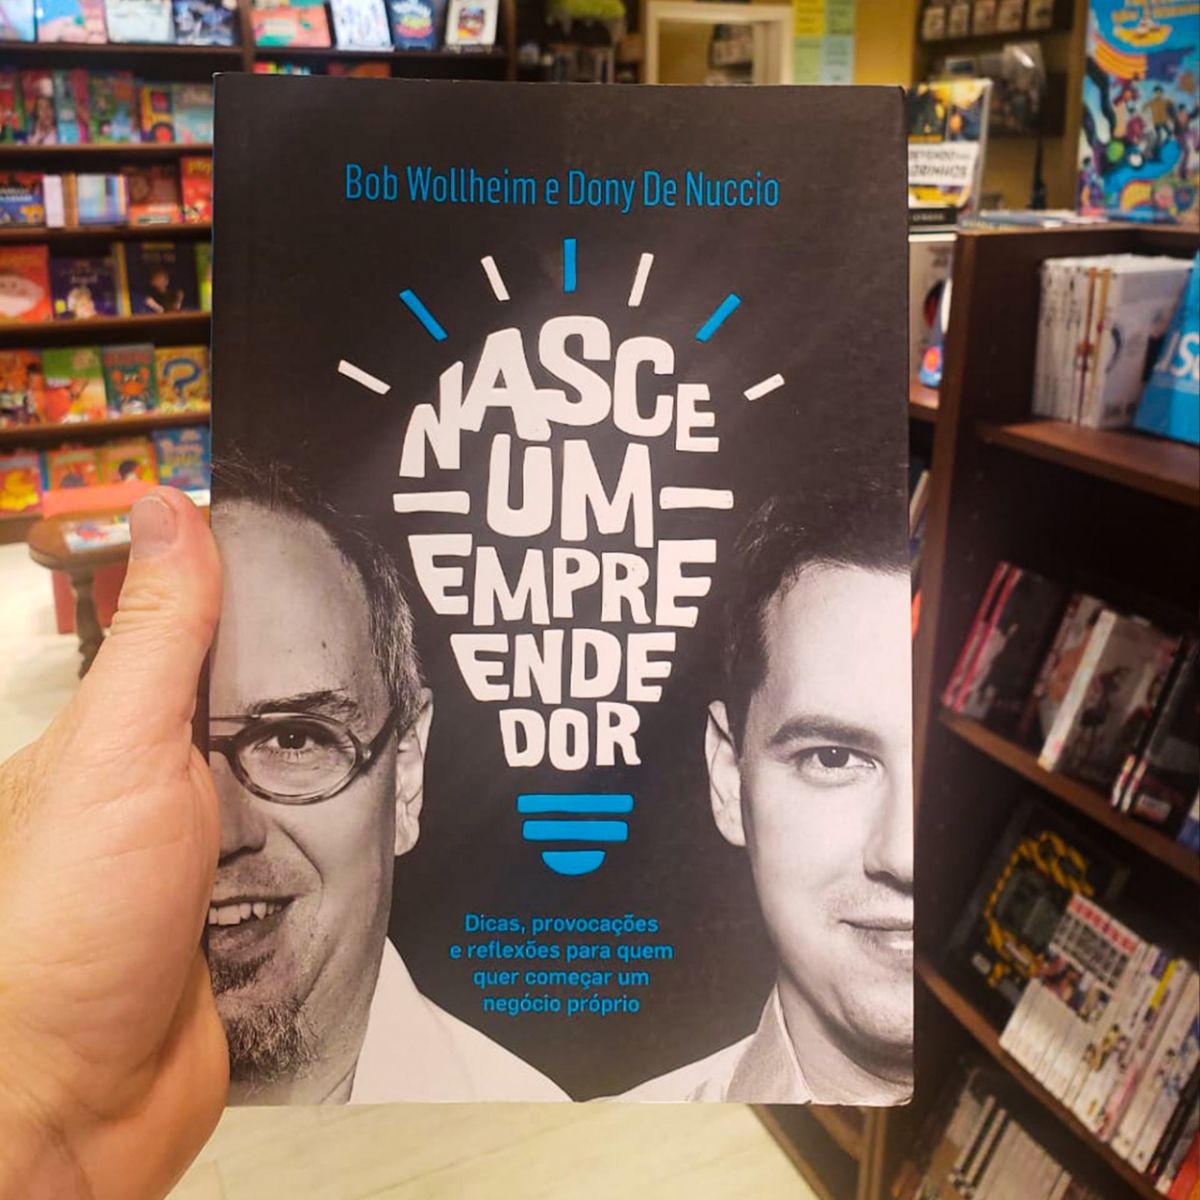 Bob Wollheim e Dony De Nuccio
NASCE
UM
EMPRE
ENDE
DOR
Dicas, provocações
e reflexões para quem
quer começar um
negócio próprio